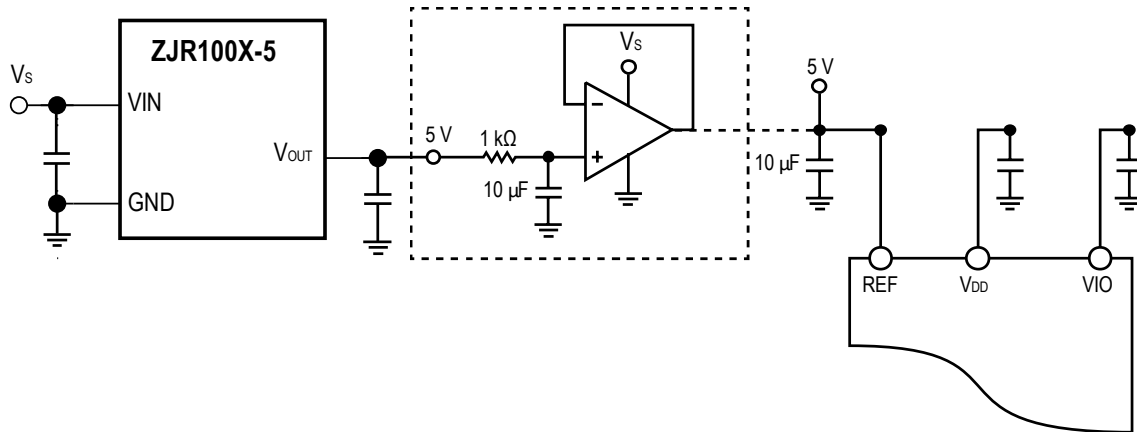 ZJR100X-5
VS
VIN
VOUT
GND
5 V
1 kΩ
10 μF
VS
−
+
5 V
10 μF
REF
VDD
VIO